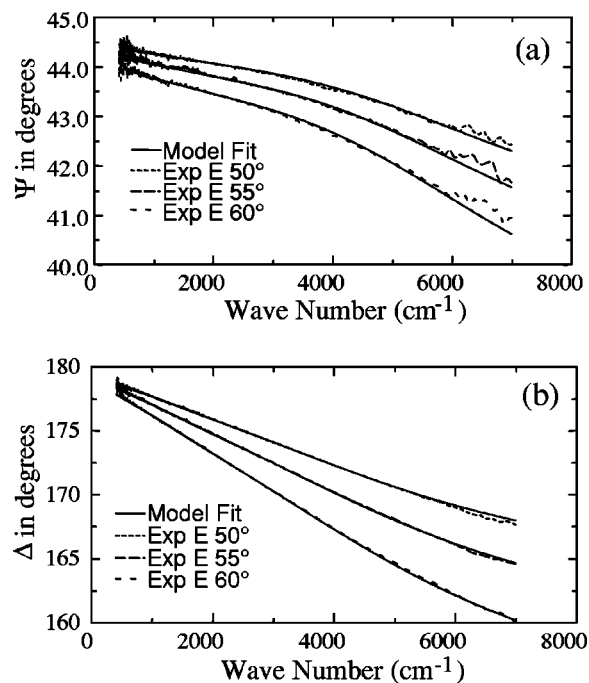 (a)
45.0
44.0
43.0
42.0
41.0
40.0
Ψ in degrees
Model Fit
Exp E 50°
Exp E 55°
Exp E 60°
0 2000 4000 6000 8000
Wave Number (cm-1)
(b)
180
175
170
165
160
Δ in degrees
Model Fit
Exp E 50°
Exp E 55°
Exp E 60°
0 2000 4000 6000 8000
Wave Number (cm-1)